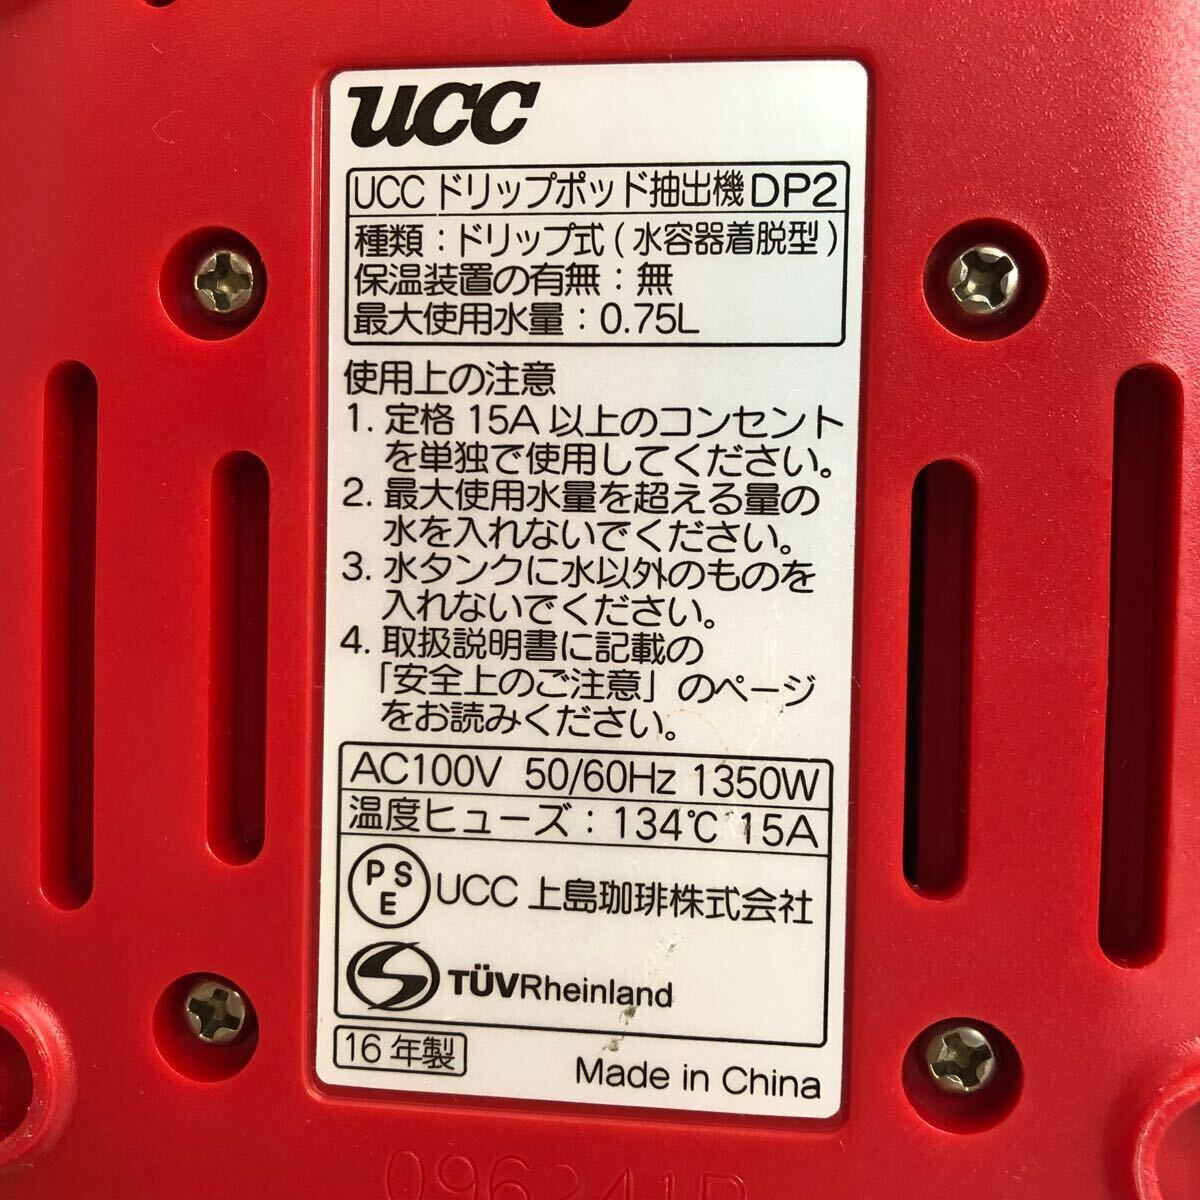 UCC
UCC ドリップポッド抽出機 DP2
種類：ドリップ式（水容器着脱型）
保温装置の有無：無
最大使用水量：0.75L
使用上の注意
1. 定格 15A 以上のコンセント
を単独で使用してください。
2. 最大使用水量を超える量の
水を入れないでください。
3. 水タンクに水以外のものを
入れないでください。
4. 取扱説明書に記載の
「安全上のご注意」のページ
をお読みください。
AC100V 50/60Hz 1350W
温度ヒューズ：134℃ 15A
PSE UCC 上島珈琲株式会社
TÜVRheinland
16 年製
Made in China